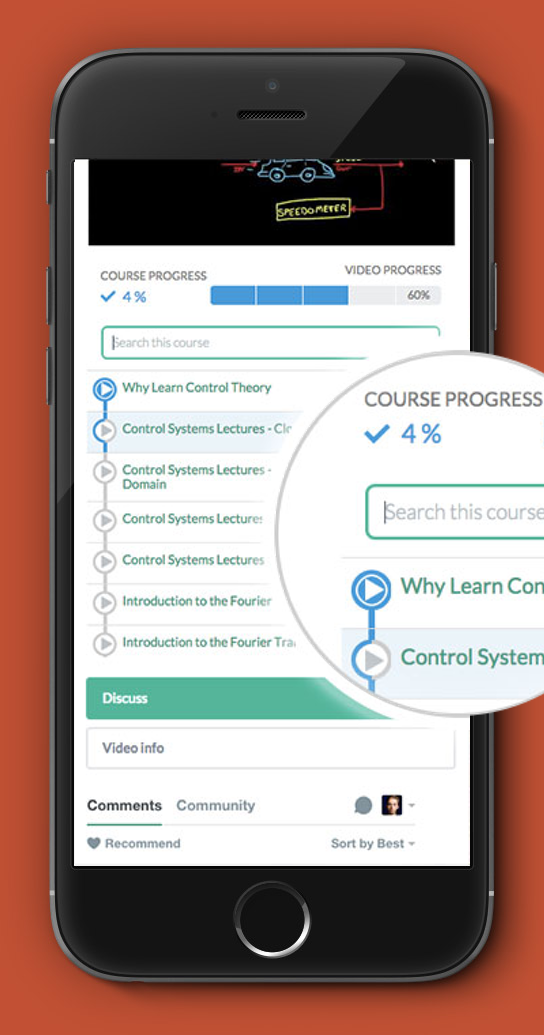 SPEEDOMETER
COURSE PROGRESS
VIDEO PROGRESS
4%
60%
Search this course
Why Learn Control Theory
Control Systems Lectures -
Control Systems Lectures -
Domain
Control Systems Lectures
Control Systems Lectures
Introduction to the Fourier
Introduction to the Fourier
COURSE PROGRESS
4%
Search this course
Why Learn Con
Control System
Discuss
Video info
Comments Community
Recommend
Sort by Best